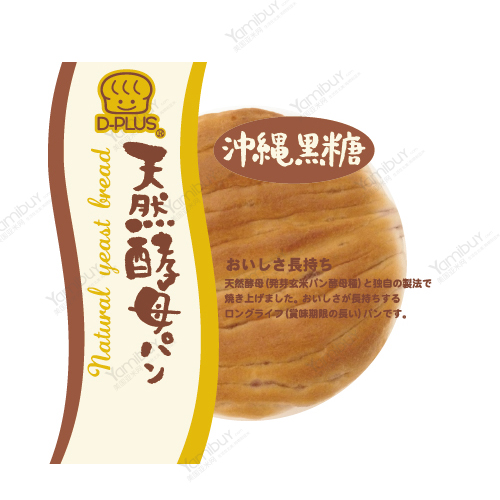 D-PLUS®
天然酵母パン
Natural yeast bread
沖縄黒糖
おいしさ長持ち
天然酵母(発芽玄米パン酵母種)と独自の製法で
焼き上げました。おいしさが長持ちする
ロングライフ(賞味期限の長い)パンです。
Yamibuy